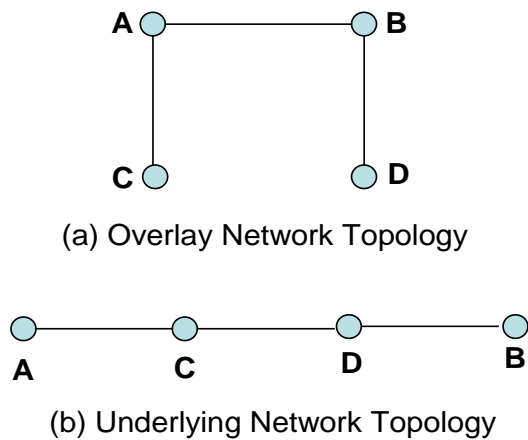 A B
C D
(a) Overlay Network Topology
A C D B
(b) Underlying Network Topology